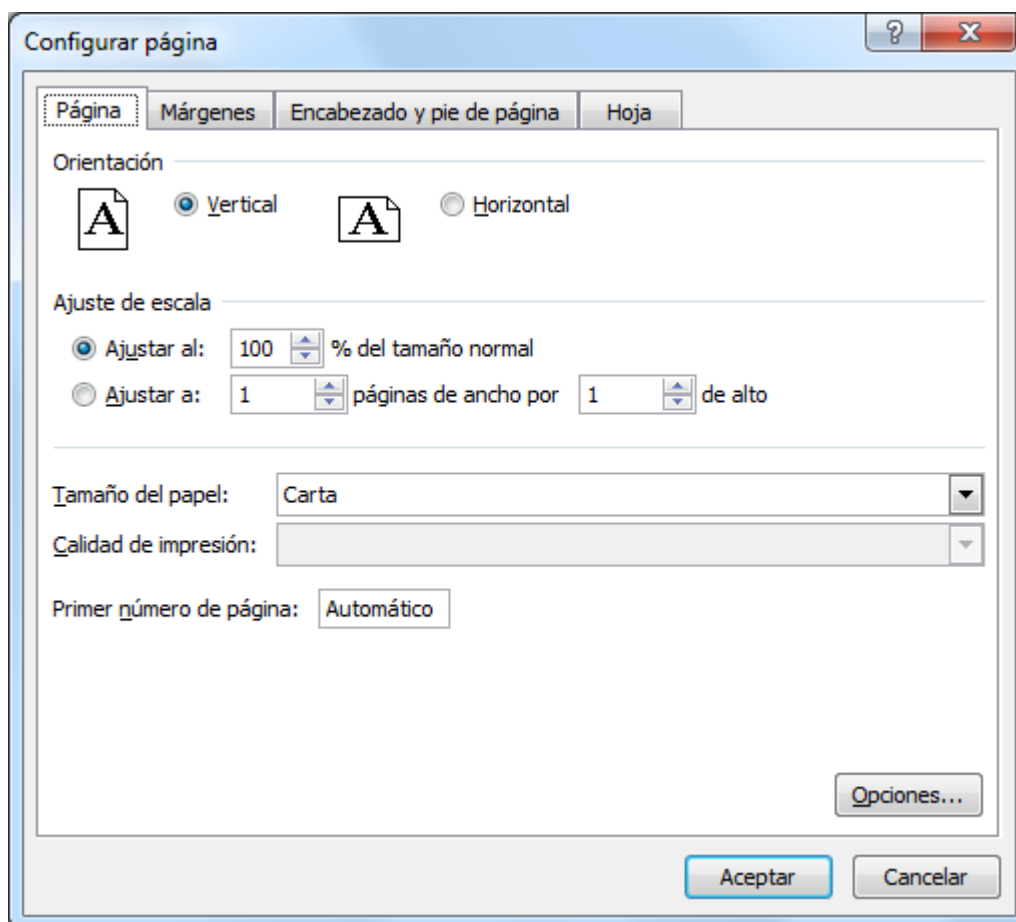 Configurar página
Página Márgenes Encabezado y pie de página Hoja
Orientación
A Vertical A Horizontal
Ajuste de escala
Ajustar al: 100 % del tamaño normal
Ajustar a: 1 páginas de ancho por 1 de alto
Tamaño del papel: Carta
Calidad de impresión:
Primer número de página: Automático
Opciones...
Aceptar Cancelar